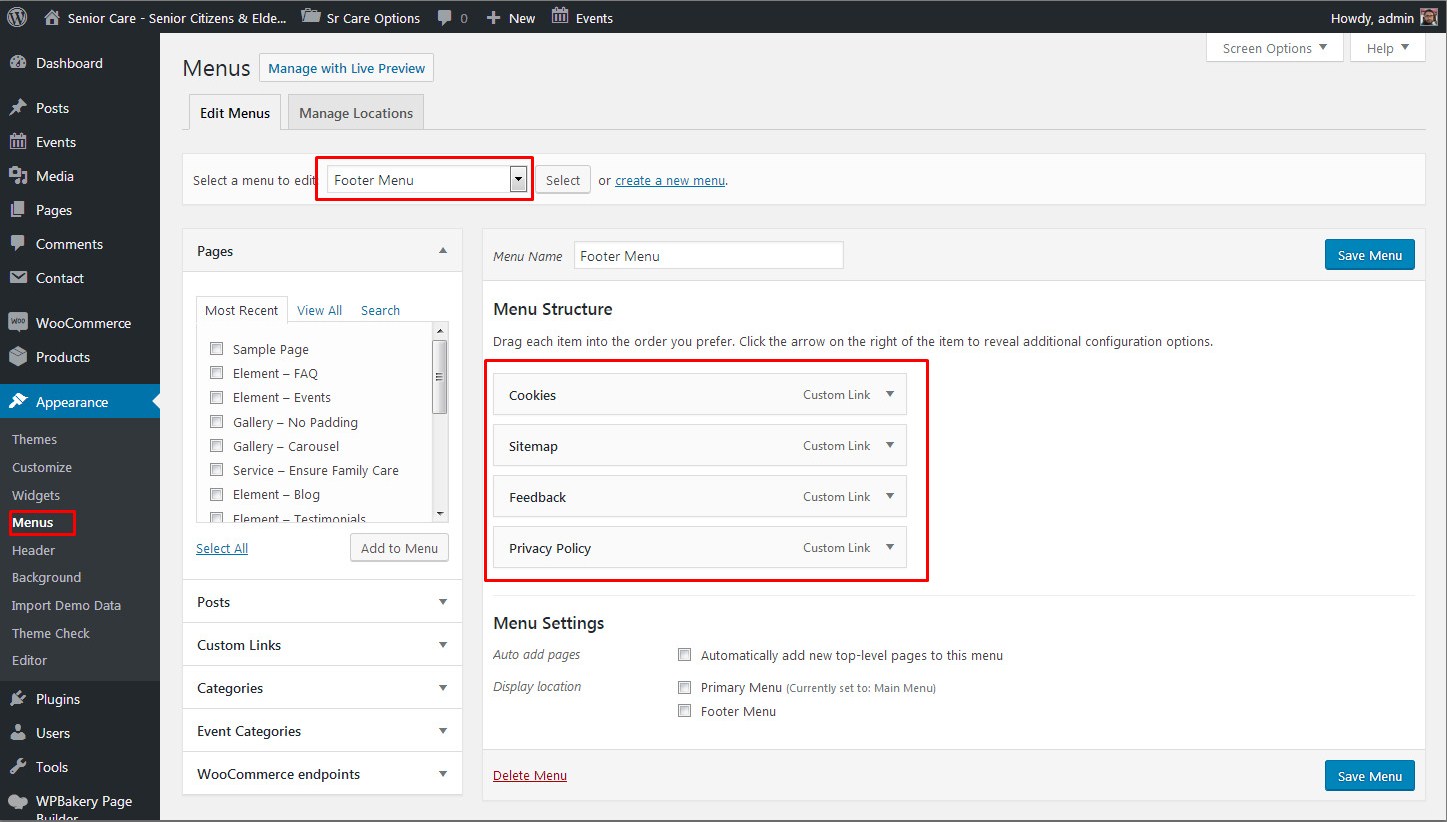 Senior Care - Senior Citizens & Elde... Sr Care Options 0 New Events Howdy, admin
Dashboard
Posts
Events
Media
Pages
Comments
Contact
WooCommerce
Products
Appearance
Themes
Customize
Widgets
Menus
Header
Background
Import Demo Data
Theme Check
Editor
Plugins
Users
Tools
WPBakery Page
Builder
Screen Options Help
Menus Manage with Live Preview
Edit Menus Manage Locations
Select a menu to edit Footer Menu Select or create a new menu.
Pages
Most Recent View All Search
Sample Page
Element – FAQ
Element – Events
Gallery – No Padding
Gallery – Carousel
Service – Ensure Family Care
Element – Blog
Element – Testimonials
Select All Add to Menu
Posts
Custom Links
Categories
Event Categories
WooCommerce endpoints
Menu Name Footer Menu Save Menu
Menu Structure
Drag each item into the order you prefer. Click the arrow on the right of the item to reveal additional configuration options.
Cookies Custom Link
Sitemap Custom Link
Feedback Custom Link
Privacy Policy Custom Link
Menu Settings
Auto add pages Automatically add new top-level pages to this menu
Display location Primary Menu (Currently set to: Main Menu)
Footer Menu
Delete Menu Save Menu